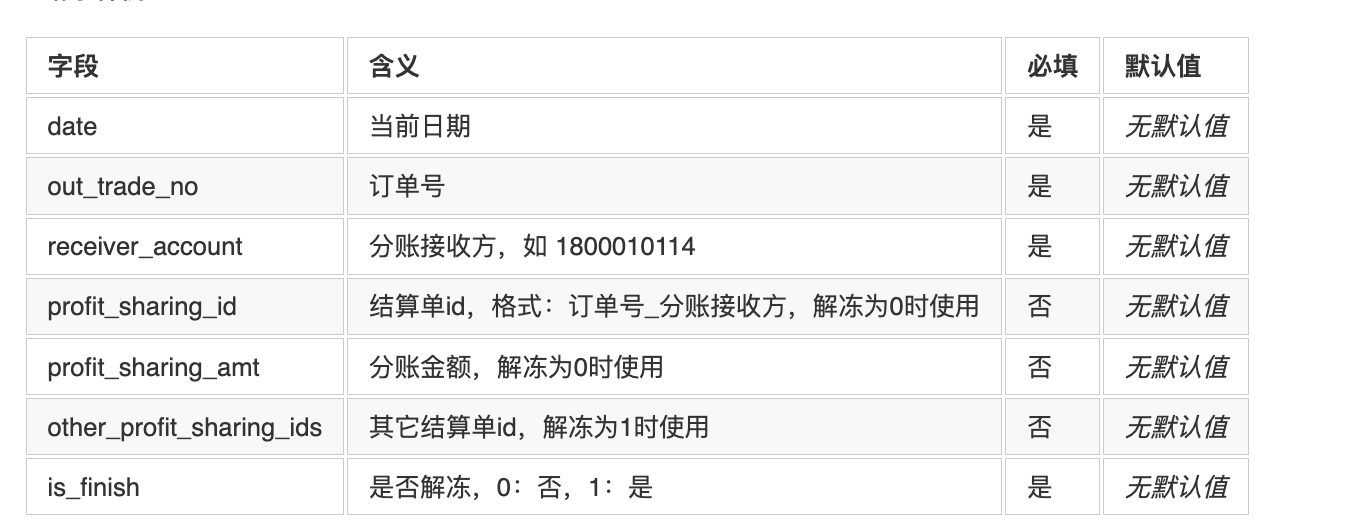 字段 含义 必填 默认值
date 当前日期 是 无默认值
out_trade_no 订单号 是 无默认值
receiver_account 分账接收方，如 1800010114 是 无默认值
profit_sharing_id 结算单id，格式：订单号_分账接收方，解冻为0时使用 否 无默认值
profit_sharing_amt 分账金额，解冻为0时使用 否 无默认值
other_profit_sharing_ids 其它结算单id，解冻为1时使用 否 无默认值
is_finish 是否解冻，0：否，1：是 是 无默认值